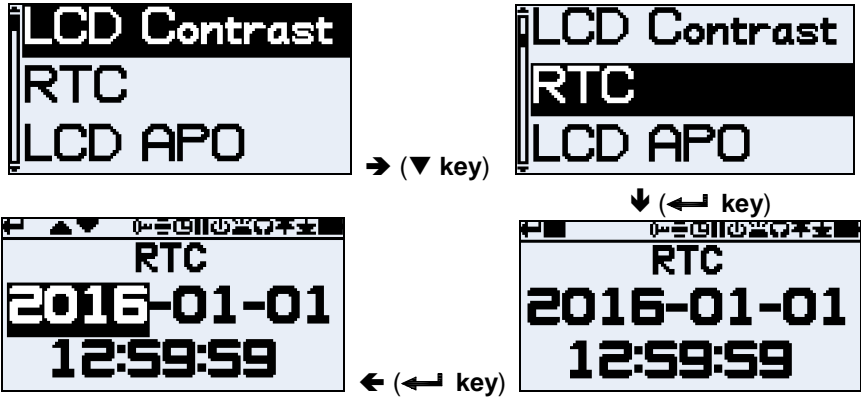 LCD Contrast
RTC
LCD APO
➔ (▼ key)
LCD Contrast
RTC
LCD APO
🡻 (⟵ key)
RTC
2016-01-01
12:59:59
RTC
2016-01-01
12:59:59
🡸 (⟵ key)